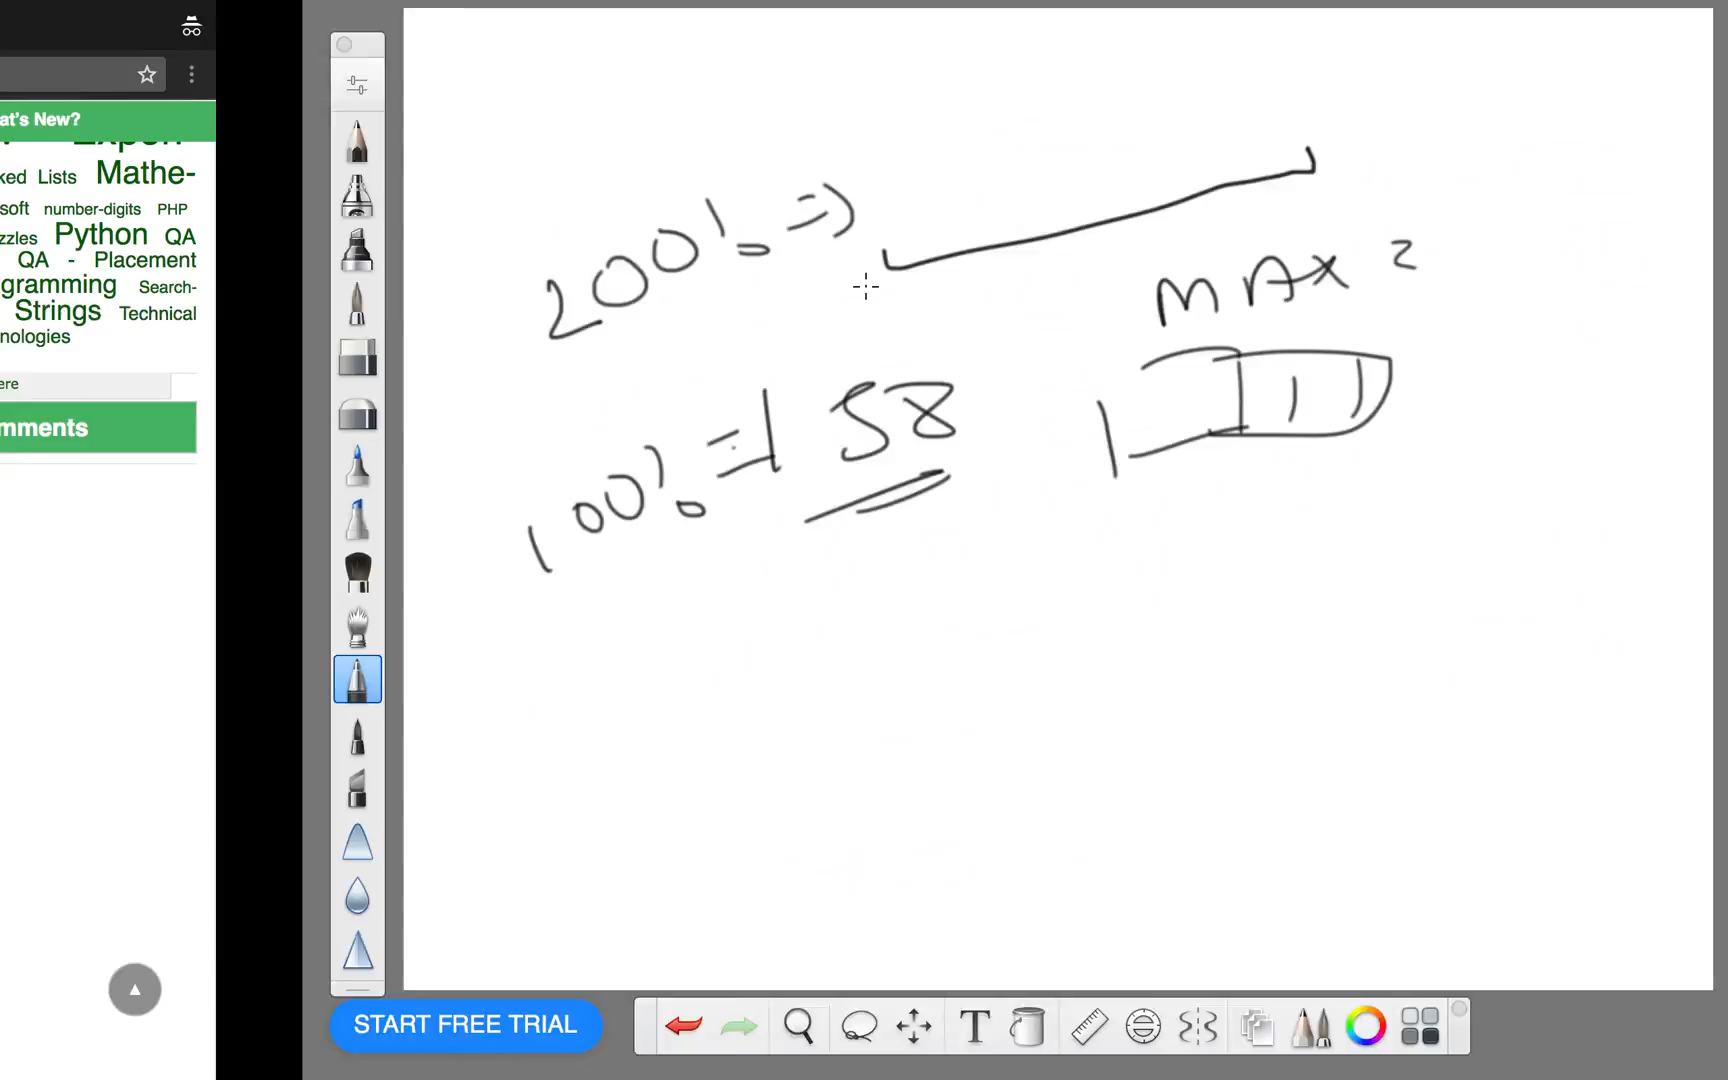 at's New?
Mathe-
ked Lists
soft number-digits PHP
zzles Python QA
QA - Placement
gramming Search-
Strings Technical
nologies
ere
mments
200% =>
MAX 2
100% = 158
START FREE TRIAL
T